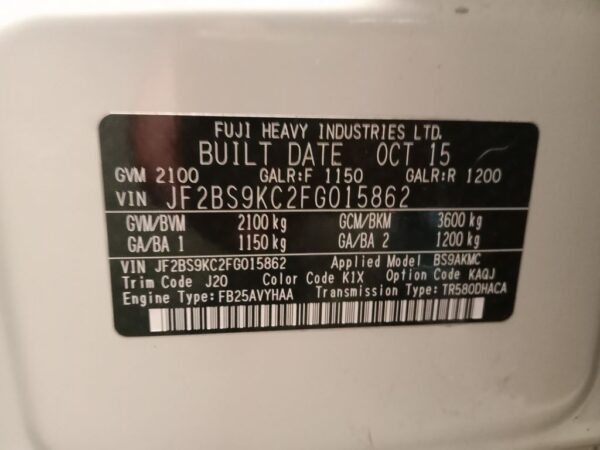 FUJI HEAVY INDUSTRIES LTD.
BUILT DATE OCT 15
GVM 2100 GALR:F 1150 GALR:R 1200
VIN JF2BS9KC2FG015862
GVM/BVM 2100 kg GCM/BKM 3600 kg
GA/BA 1 1150 kg GA/BA 2 1200 kg
VIN JF2BS9KC2FG015862 Applied Model BS9AKMC
Trim Code J20 Color Code K1X Option Code KAQJ
Engine Type:FB25AVYHAA Transmission Type:TR580DHACA